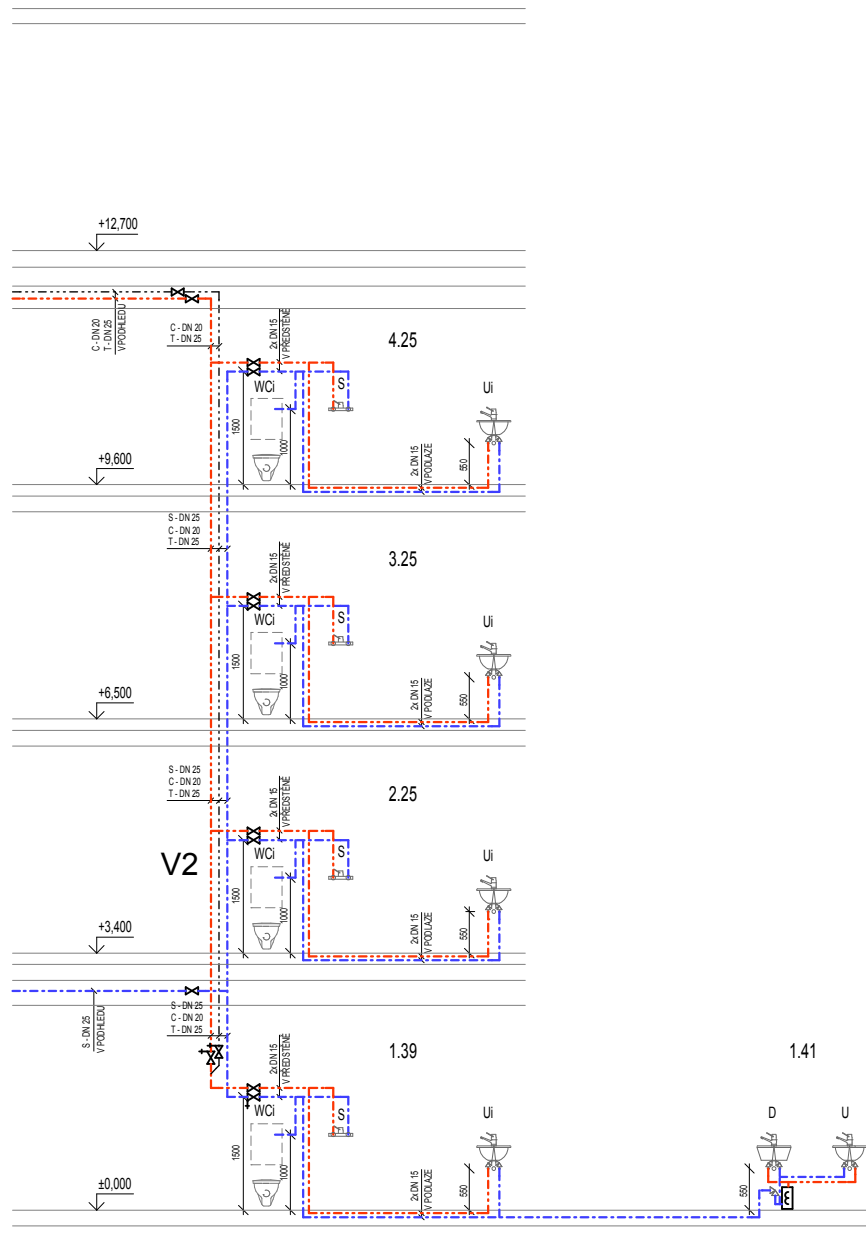 +12,700
C - DN 20
T - DN 25
V PODHLEDU
C - DN 20
T - DN 25
2x DN 15
V PŘEDSTĚNĚ
4.25
WCi
S
Ui
1500
1000
2x DN 15
V PODLAZE
550
+9,600
S - DN 25
C - DN 20
T - DN 25
2x DN 15
V PŘEDSTĚNĚ
3.25
WCi
S
Ui
1500
1000
2x DN 15
V PODLAZE
550
+6,500
S - DN 25
C - DN 20
T - DN 25
2x DN 15
V PŘEDSTĚNĚ
2.25
V2
WCi
S
Ui
1500
1000
2x DN 15
V PODLAZE
550
+3,400
S - DN 25
V PODHLEDU
S - DN 25
C - DN 20
T - DN 25
2x DN 15
V PŘEDSTĚNĚ
1.39
1.41
WCi
S
Ui
D
U
1500
1000
2x DN 15
V PODLAZE
550
550
±0,000